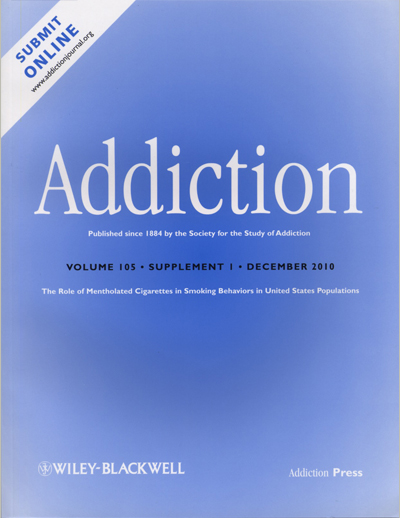 SUBMIT
ONLINE
www.addictionjournal.org
Addiction
Published since 1884 by the Society for the Study of Addiction
VOLUME 105 • SUPPLEMENT 1 • DECEMBER 2010
The Role of Mentholated Cigarettes in Smoking Behaviors in United States Populations
WILEY-BLACKWELL
Addiction Press